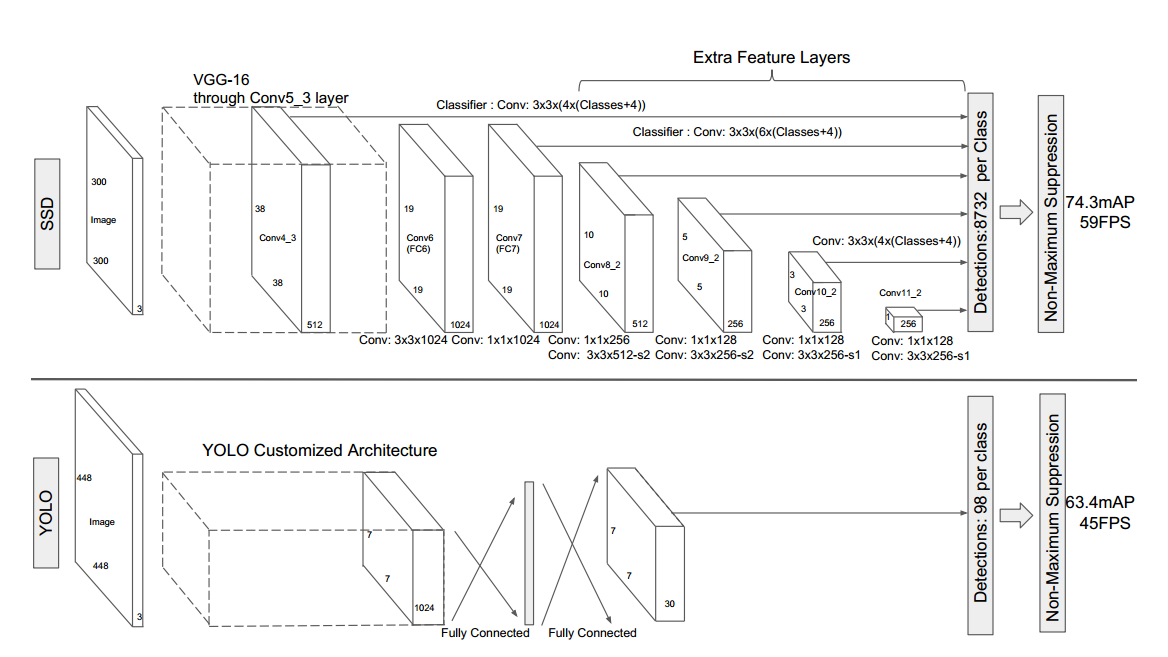 Extra Feature Layers
VGG-16
through Conv5_3 layer
Classifier : Conv: 3x3x(4x(Classes+4))
Classifier : Conv: 3x3x(6x(Classes+4))
SSD
300
Image
300
3
38
Conv4_3
38
512
19
Conv6
(FC6)
19
1024
19
Conv7
(FC7)
19
1024
10
Conv8_2
10
512
5
Conv9_2
5
256
Conv: 3x3x(4x(Classes+4))
3
Conv10_2
3
256
Conv11_2
1
256
Detections:8732 per Class
Non-Maximum Suppression
74.3mAP
59FPS
Conv: 3x3x1024
Conv: 1x1x1024
Conv: 1x1x256
Conv: 3x3x512-s2
Conv: 1x1x128
Conv: 3x3x256-s2
Conv: 1x1x128
Conv: 3x3x256-s1
Conv: 1x1x128
Conv: 3x3x256-s1
YOLO
448
Image
448
3
YOLO Customized Architecture
7
7
1024
Fully Connected
Fully Connected
7
7
30
Detections: 98 per class
Non-Maximum Suppression
63.4mAP
45FPS